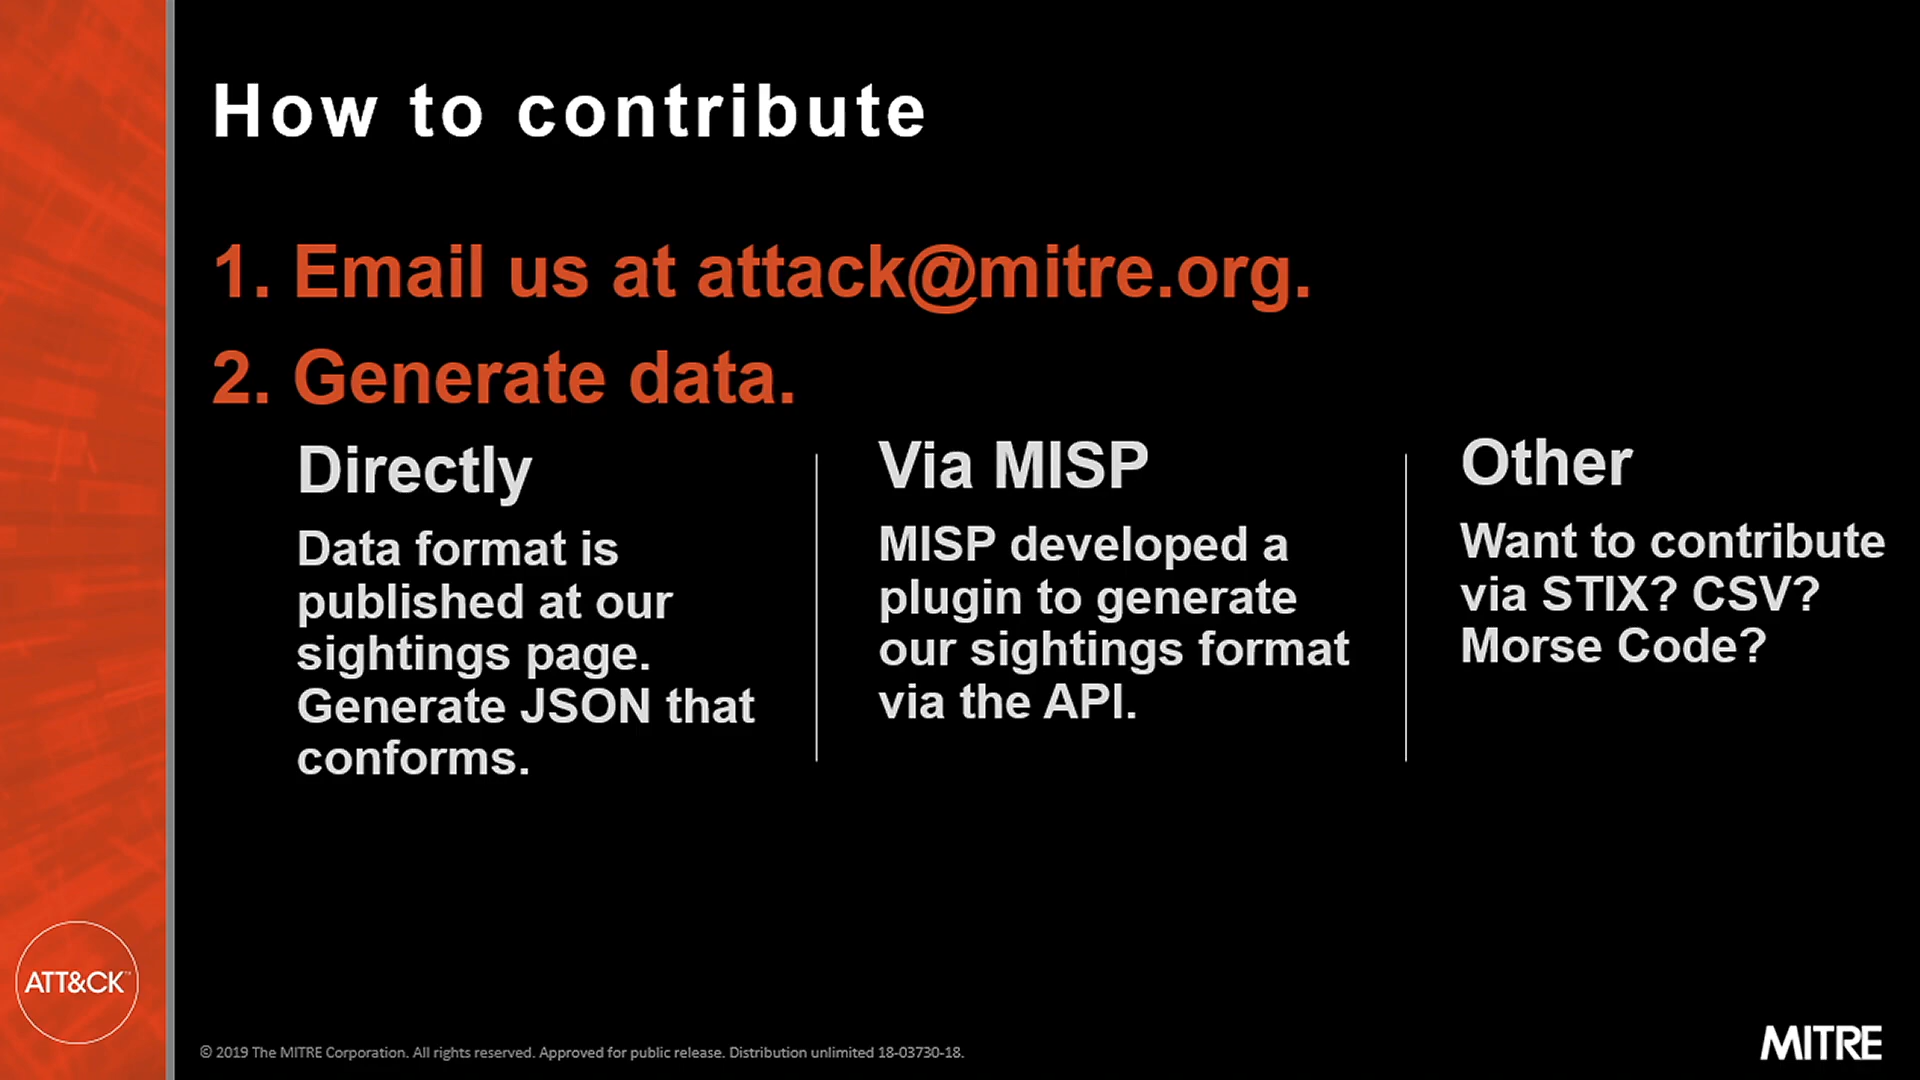 How to contribute
1. Email us at attack@mitre.org.
2. Generate data.
Directly
Data format is
published at our
sightings page.
Generate JSON that
conforms.
Via MISP
MISP developed a
plugin to generate
our sightings format
via the API.
Other
Want to contribute
via STIX? CSV?
Morse Code?
ATT&CK™
© 2019 The MITRE Corporation. All rights reserved. Approved for public release. Distribution unlimited 18-03730-18.
MITRE